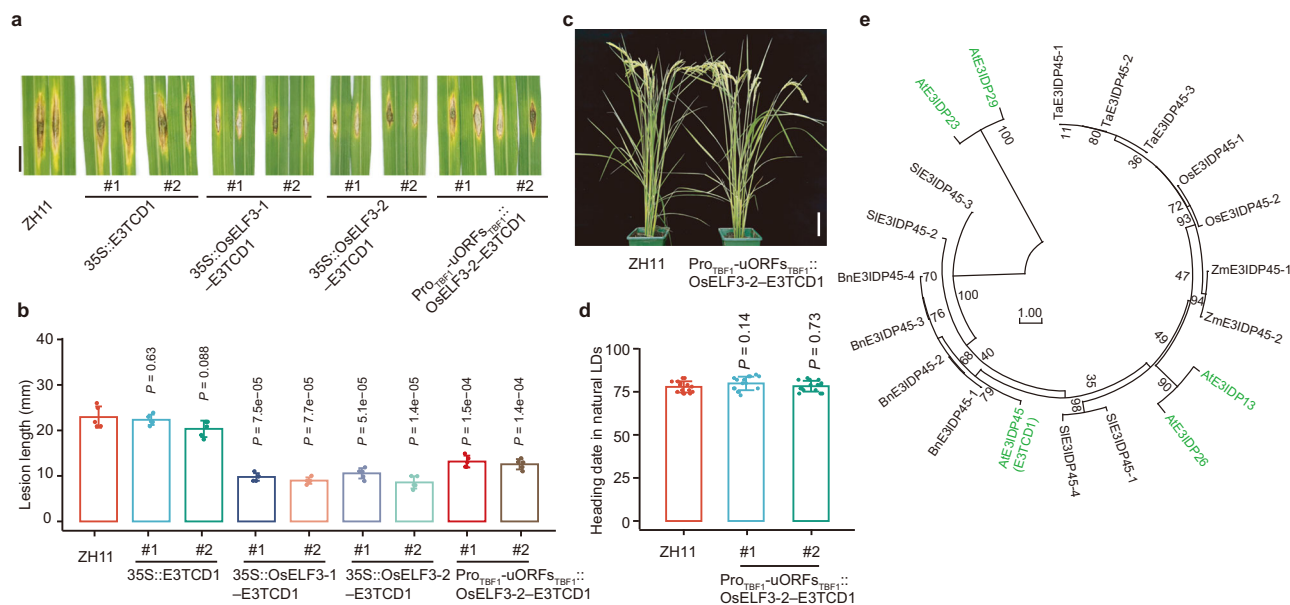 a
#1
#2
#1
#2
#1
#2
#1
#2
ZH11
35S::E3TCD1
35S::OsELF3-1
–E3TCD1
35S::OsELF3-2
–E3TCD1
ProTBF1-uORFsTBF1::
OsELF3-2–E3TCD1
b
Lesion length (mm)
40
30
20
10
0
P = 0.63
P = 0.088
P = 7.5e-05
P = 7.7e-05
P = 5.1e-05
P = 1.4e-05
P = 1.5e-04
P = 1.4e-04
ZH11
#1
#2
#1
#2
#1
#2
#1
#2
35S::E3TCD1
35S::OsELF3-1
–E3TCD1
35S::OsELF3-2
–E3TCD1
ProTBF1-uORFsTBF1::
OsELF3-2–E3TCD1
c
ZH11
ProTBF1-uORFsTBF1::
OsELF3-2–E3TCD1
d
Heading date in natural LDs
100
75
50
25
0
P = 0.14
P = 0.73
ZH11
#1
#2
ProTBF1-uORFsTBF1::
OsELF3-2–E3TCD1
e
AtE3IDP23
AtE3IDP29
100
TaE3IDP45-1
TaE3IDP45-2
TaE3IDP45-3
11
80
36
OsE3IDP45-1
OsE3IDP45-2
72
93
ZmE3IDP45-1
ZmE3IDP45-2
47
94
49
AtE3IDP13
AtE3IDP26
90
35
SlE3IDP45-1
SlE3IDP45-4
98
AtE3IDP45
(E3TCD1)
40
BnE3IDP45-1
BnE3IDP45-2
79
68
BnE3IDP45-3
BnE3IDP45-4
76
70
SlE3IDP45-2
SlE3IDP45-3
100
1.00